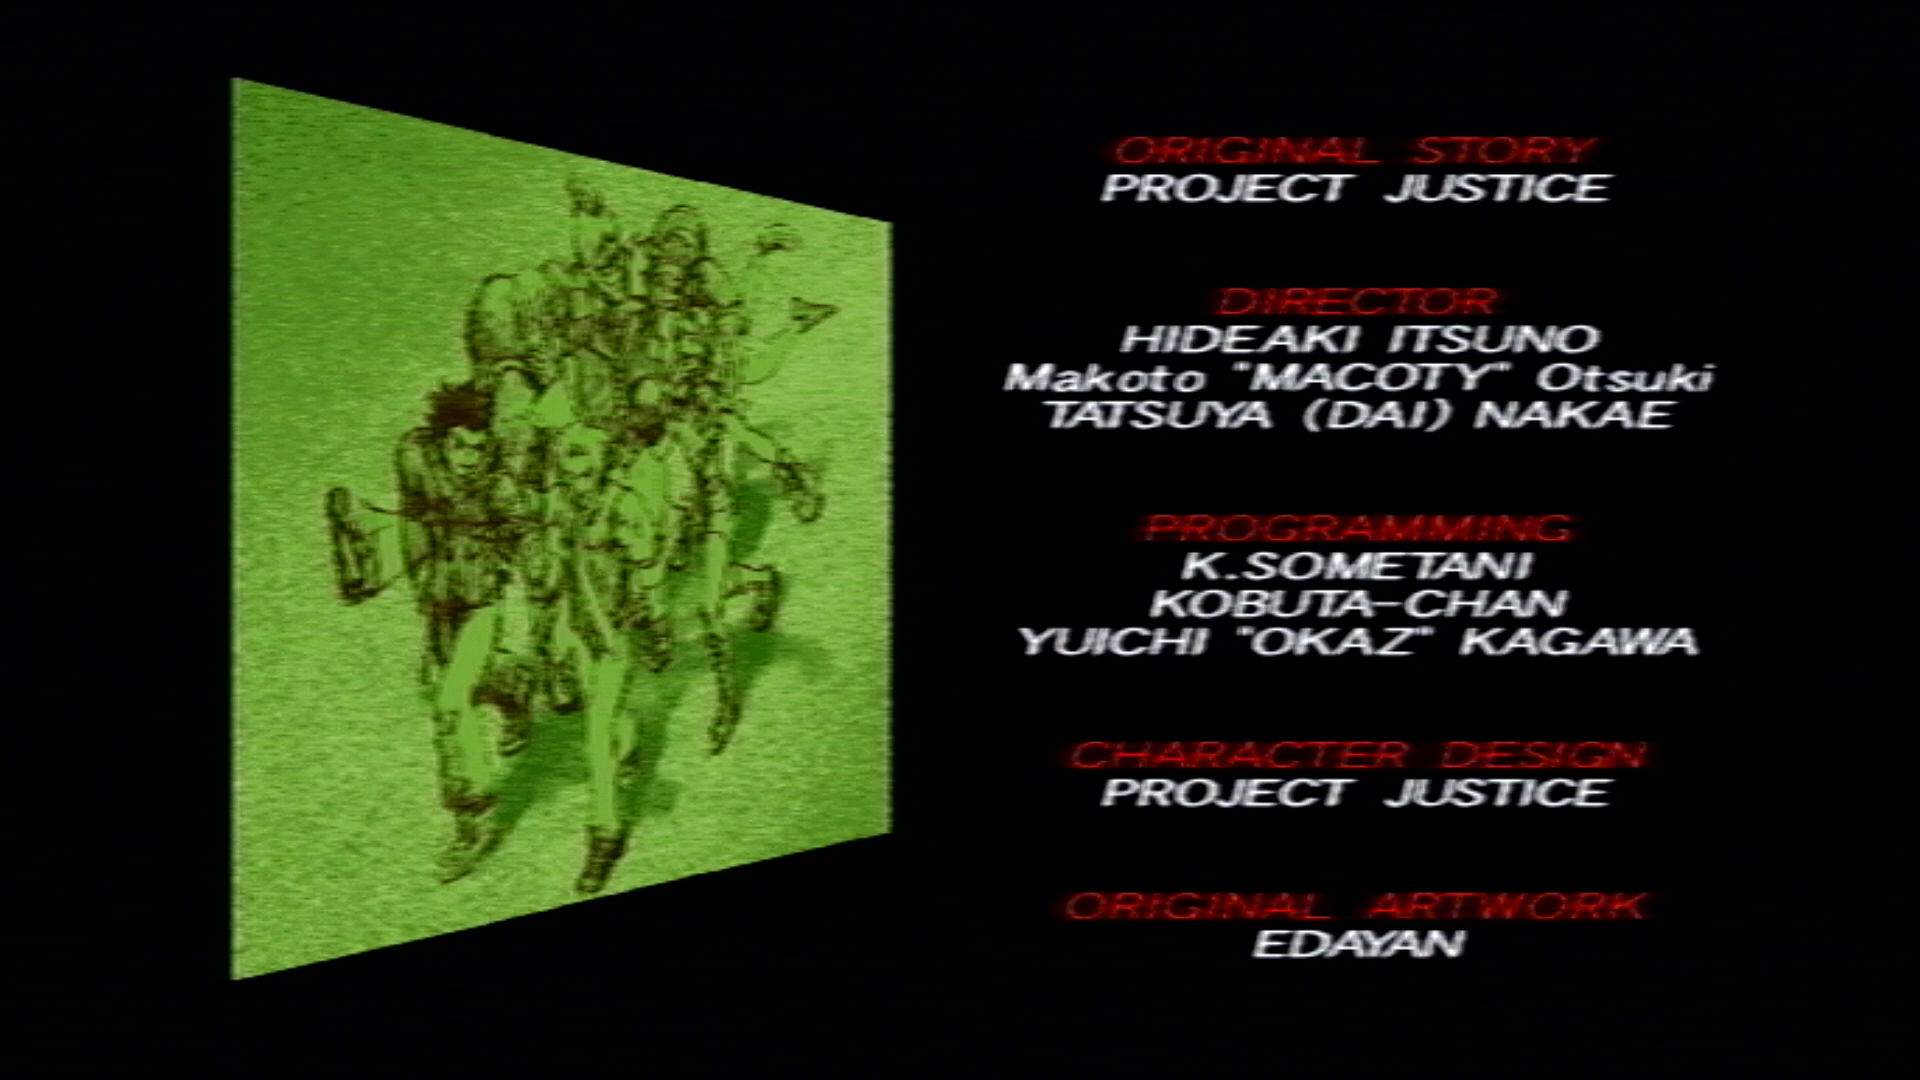 ORIGINAL STORY
PROJECT JUSTICE
DIRECTOR
HIDEAKI ITSUNO
Makoto "MACOTY" Otsuki
TATSUYA (DAI) NAKAE
PROGRAMMING
K.SOMETANI
KOBUTA-CHAN
YUICHI "OKAZ" KAGAWA
CHARACTER DESIGN
PROJECT JUSTICE
ORIGINAL ARTWORK
EDAYAN